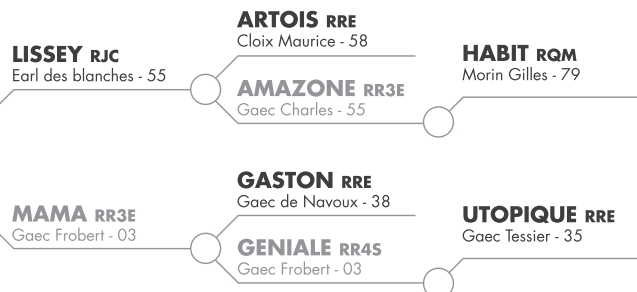 ARTOIS RRE
Cloix Maurice - 58
LISSEY RJC
Earl des blanches - 55
HABIT RQM
Morin Gilles - 79
AMAZONE RR3E
Gaec Charles - 55
GASTON RRE
Gaec de Navoux - 38
MAMA RR3E
Gaec Frobert - 03
UTOPIQUE RRE
Gaec Tessier - 35
GENIALE RR4S
Gaec Frobert - 03